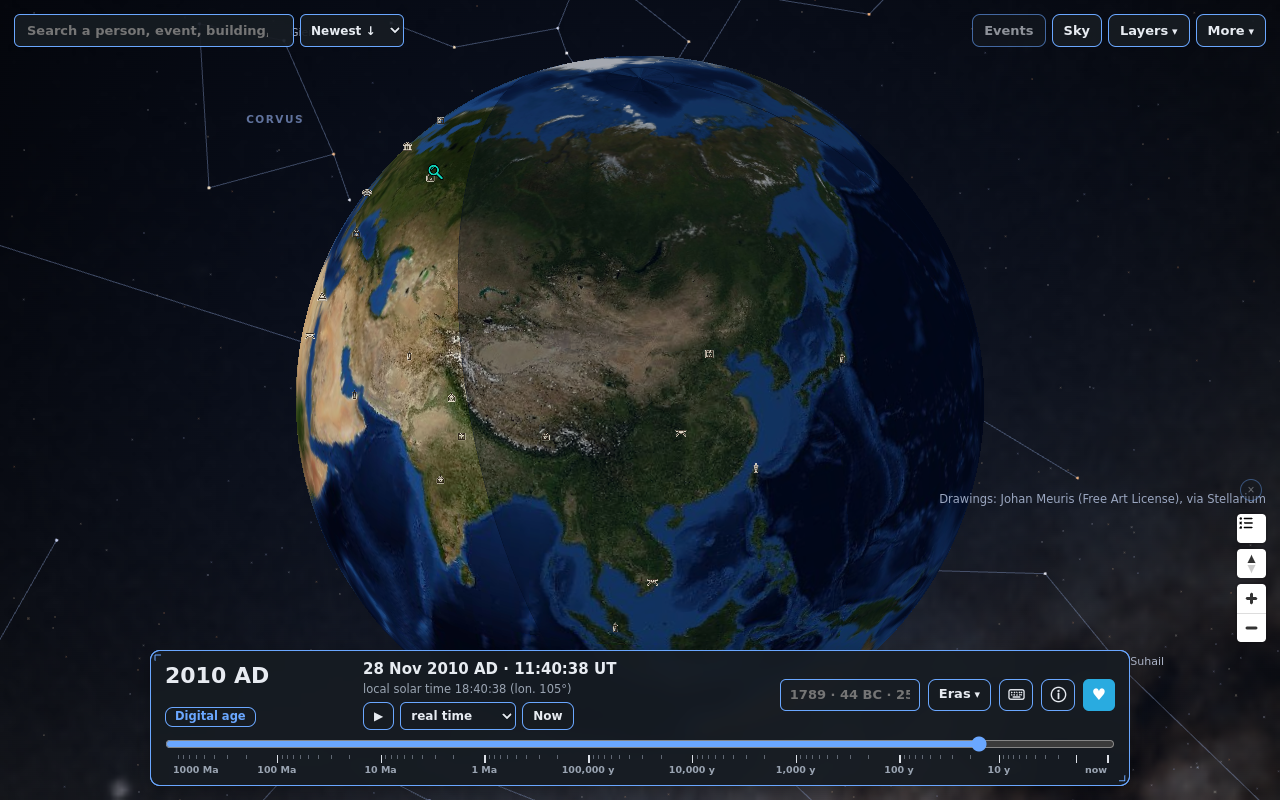 Search a person, event, building,
Newest ↓
Events
Sky
Layers ▾
More ▾
CORVUS
Drawings: Johan Meuris (Free Art License), via Stellarium
Suhail
2010 AD
Digital age
28 Nov 2010 AD · 11:40:38 UT
local solar time 18:40:38 (lon. 105°)
▶
real time
Now
1789 · 44 BC · 25
Eras ▾
1000 Ma
100 Ma
10 Ma
1 Ma
100,000 y
10,000 y
1,000 y
100 y
10 y
now